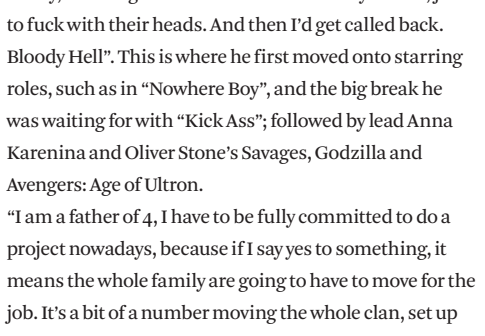 to fuck with their heads. And then I’d get called back.
Bloody Hell”. This is where he first moved onto starring
roles, such as in “Nowhere Boy”, and the big break he
was waiting for with “Kick Ass”; followed by lead Anna
Karenina and Oliver Stone’s Savages, Godzilla and
Avengers: Age of Ultron.
“I am a father of 4, I have to be fully committed to do a
project nowadays, because if I say yes to something, it
means the whole family are going to have to move for the
job. It’s a bit of a number moving the whole clan, set up